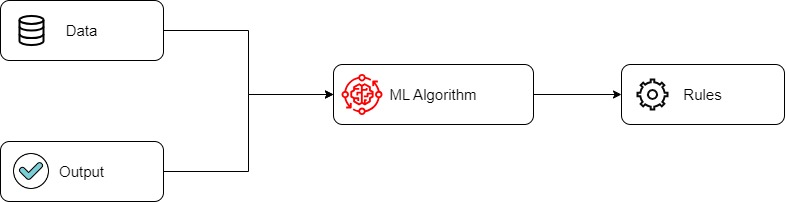 Data
Output
ML Algorithm
Rules